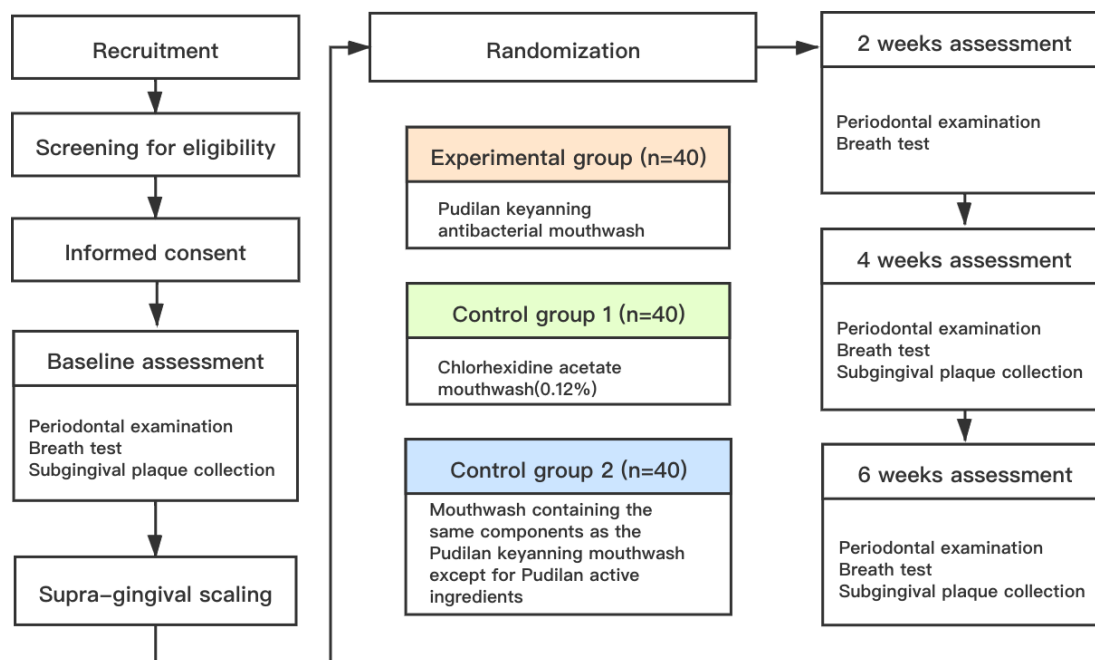 Recruitment
Screening for eligibility
Informed consent
Baseline assessment
Periodontal examination
Breath test
Subgingival plaque collection
Supra-gingival scaling
Randomization
Experimental group (n=40)
Pudilan keyanning
antibacterial mouthwash
Control group 1 (n=40)
Chlorhexidine acetate
mouthwash(0.12%)
Control group 2 (n=40)
Mouthwash containing the
same components as the
Pudilan keyanning mouthwash
except for Pudilan active
ingredients
2 weeks assessment
Periodontal examination
Breath test
4 weeks assessment
Periodontal examination
Breath test
Subgingival plaque collection
6 weeks assessment
Periodontal examination
Breath test
Subgingival plaque collection